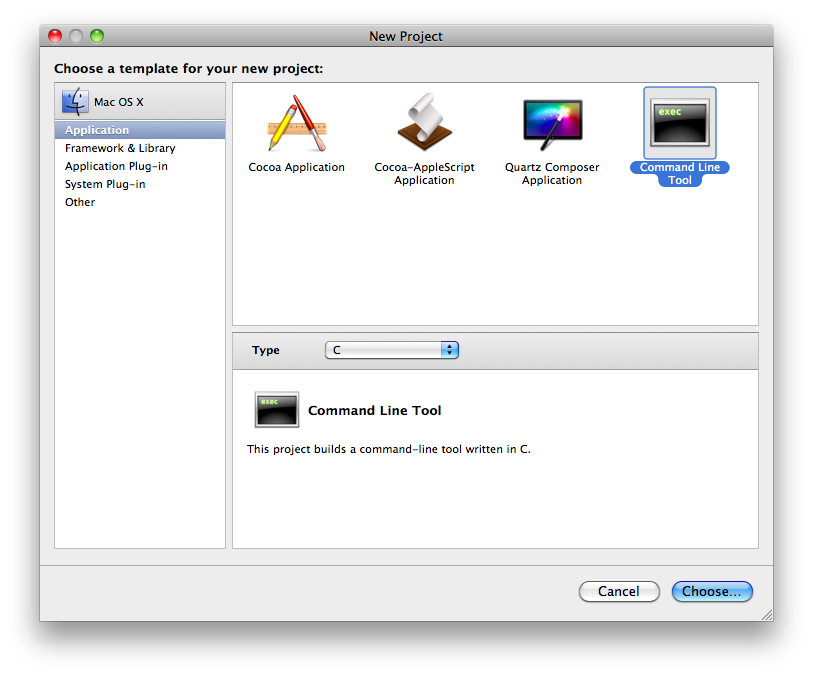 New Project
Choose a template for your new project:
Mac OS X
Application
Framework & Library
Application Plug-in
System Plug-in
Other
Cocoa Application
Cocoa-AppleScript
Application
Quartz Composer
Application
exec
Command Line
Tool
Type
C
exec
Command Line Tool
This project builds a command-line tool written in C.
Cancel
Choose...